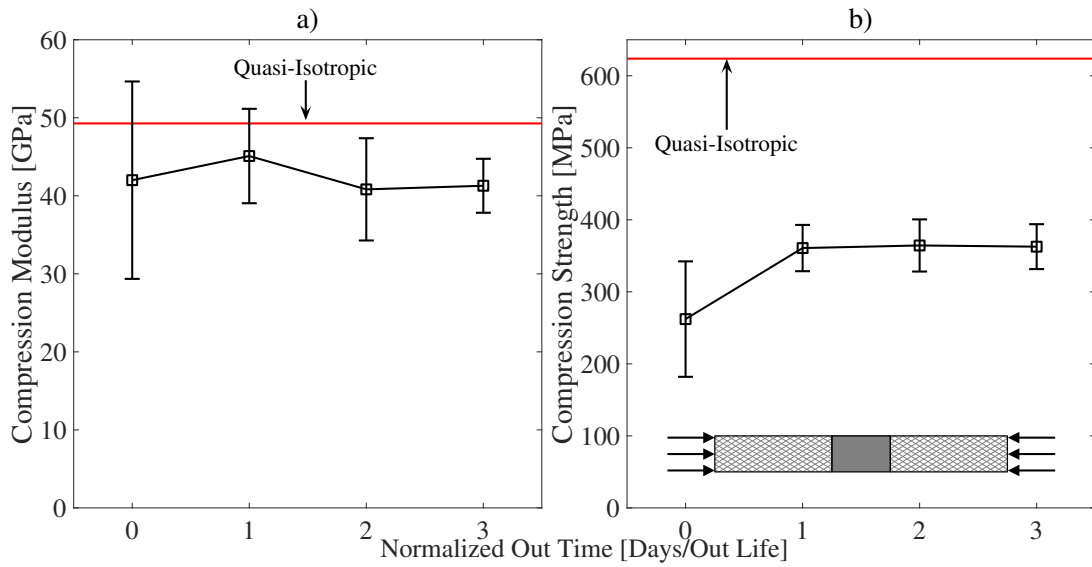 a)
Compression Modulus [GPa]
60
50
40
30
20
10
0
Quasi-Isotropic
0 1 2 3
b)
Compression Strength [MPa]
600
500
400
300
200
100
0
Quasi-Isotropic
0 1 2 3
Normalized Out Time [Days/Out Life]